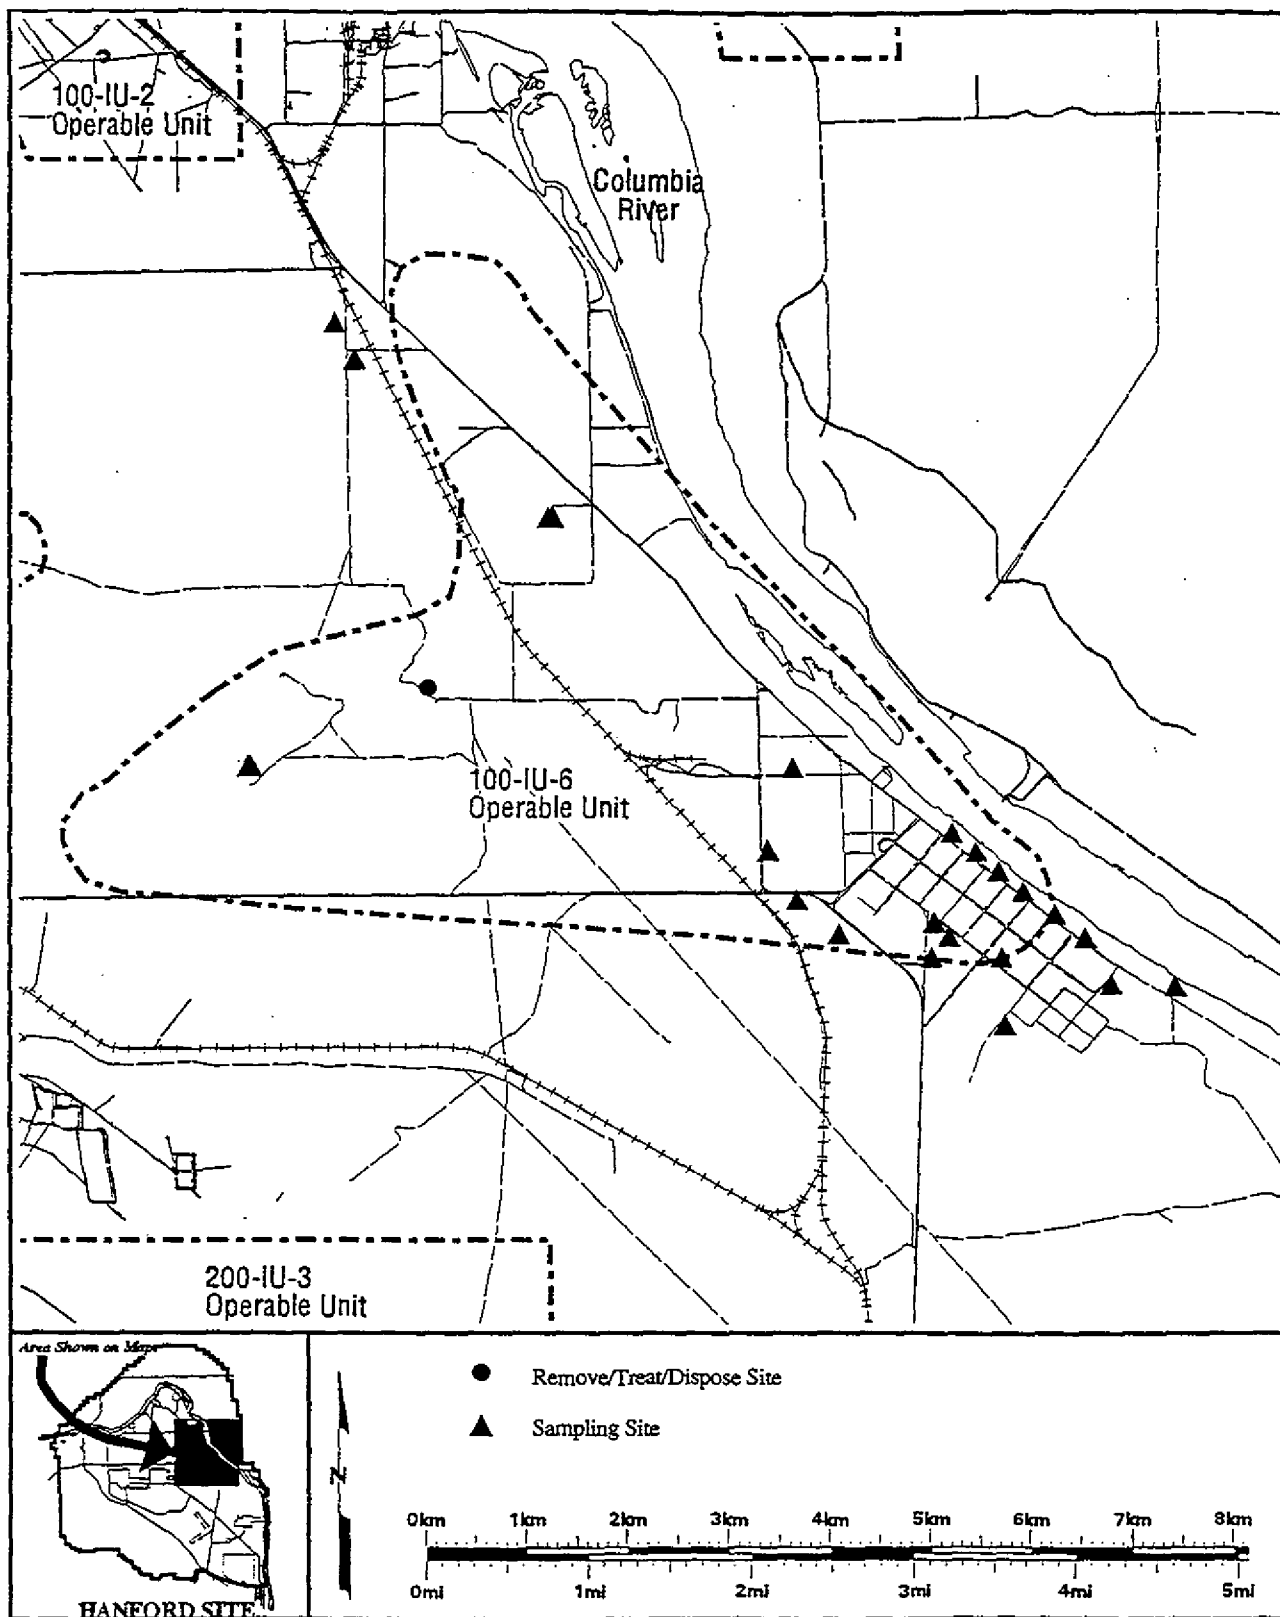 100-IU-2
Operable Unit
Columbia
River
100-IU-6
Operable Unit
200-IU-3
Operable Unit
Area Shown on Maps
HANFORD SITE
N
Remove/Treat/Dispose Site
Sampling Site
0km 1km 2km 3km 4km 5km 6km 7km 8km
0mi 1mi 2mi 3mi 4mi 5mi